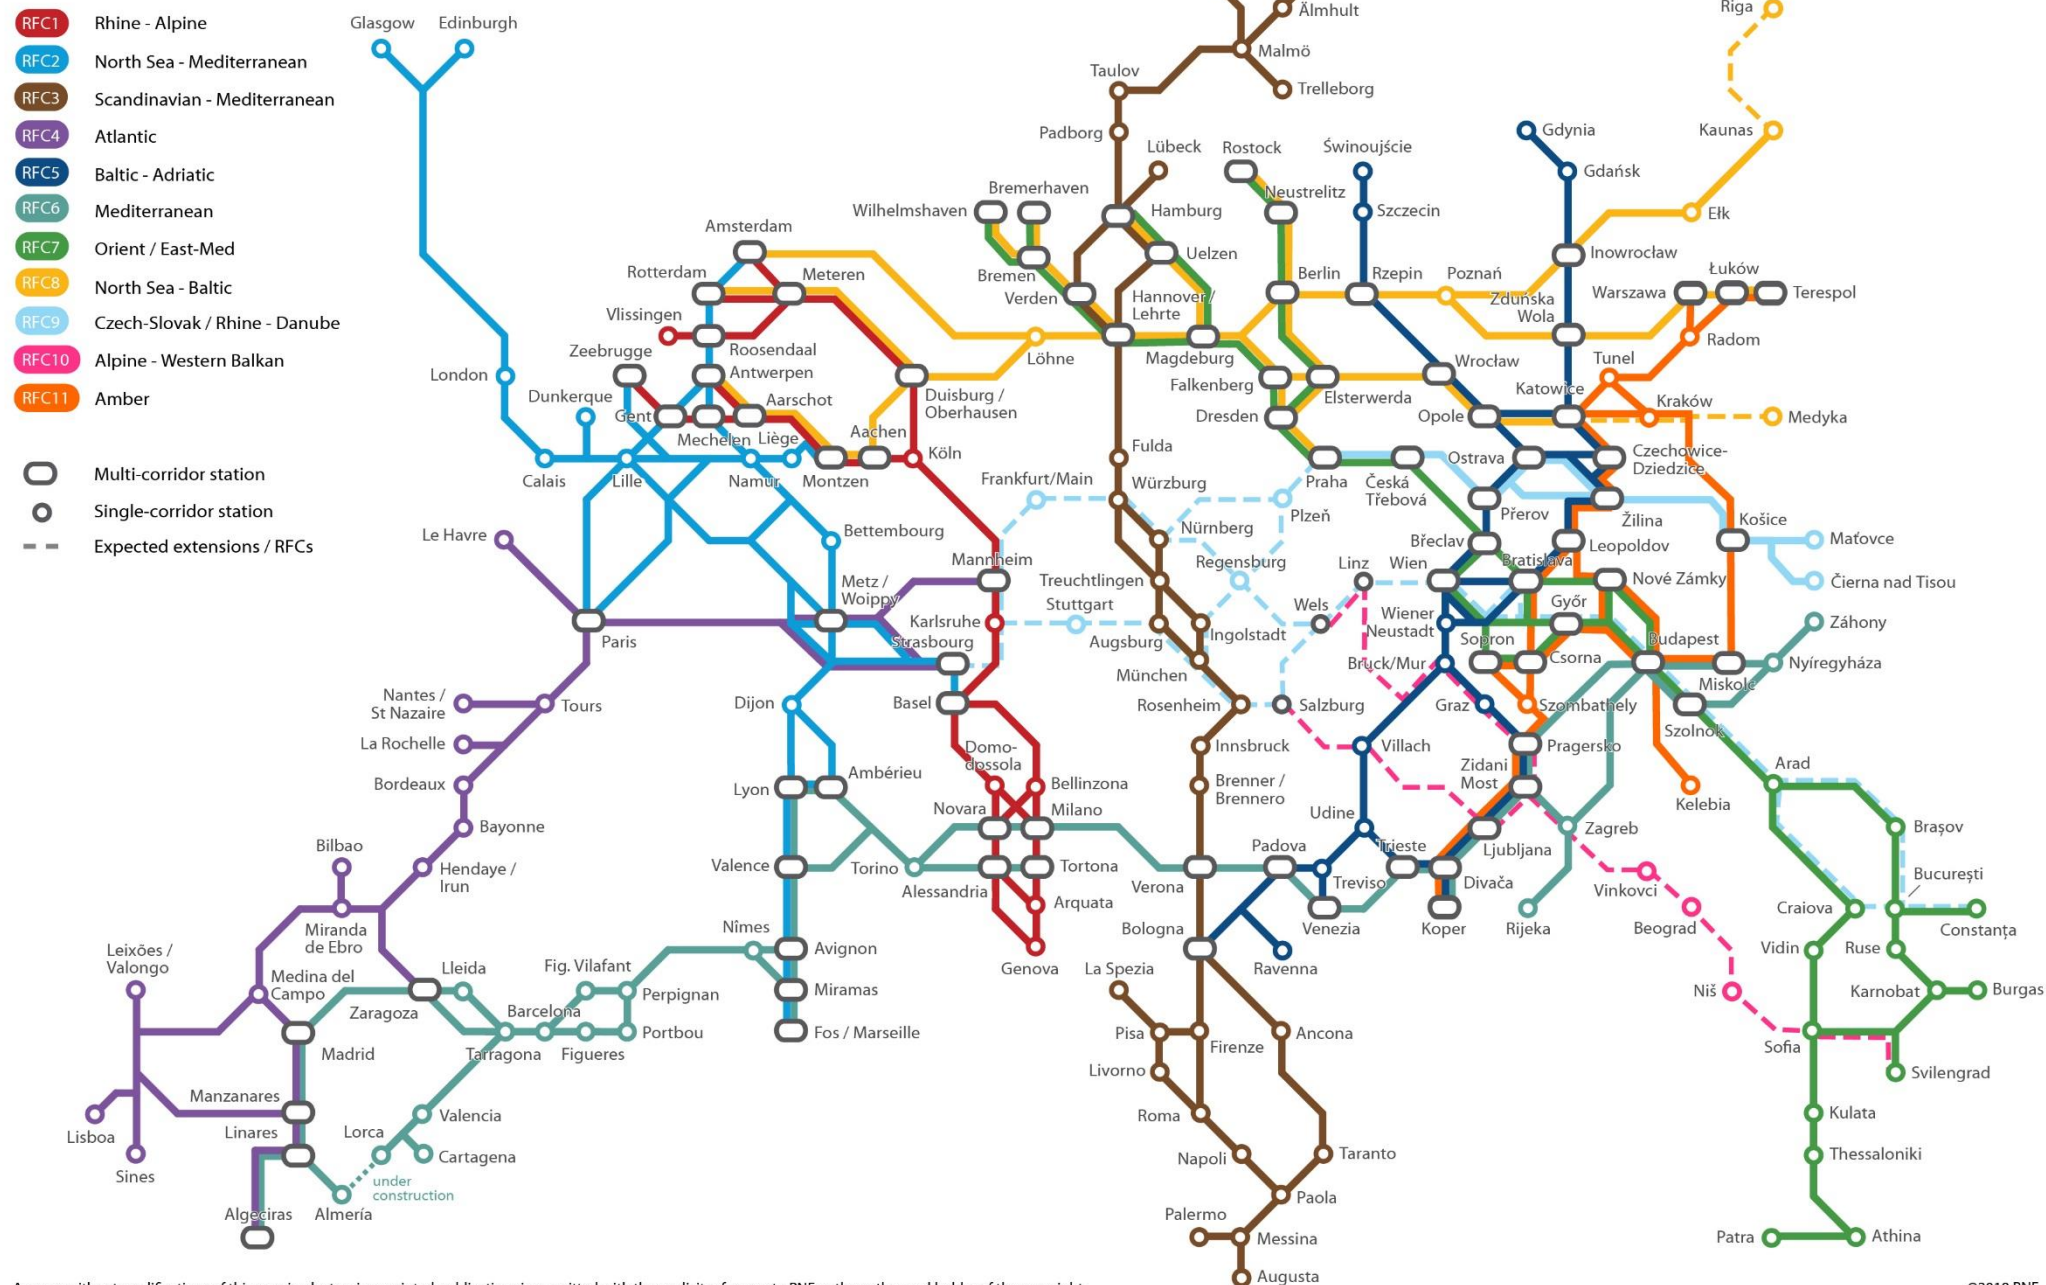 RFC1 Rhine - Alpine
RFC2 North Sea - Mediterranean
RFC3 Scandinavian - Mediterranean
RFC4 Atlantic
RFC5 Baltic - Adriatic
RFC6 Mediterranean
RFC7 Orient / East-Med
RFC8 North Sea - Baltic
RFC9 Czech-Slovak / Rhine - Danube
RFC10 Alpine - Western Balkan
RFC11 Amber
Multi-corridor station
Single-corridor station
Expected extensions / RFCs
Glasgow
Edinburgh
Älmhult
Riga
Malmö
Taulov
Trelleborg
Padborg
Gdynia
Kaunas
Lübeck
Rostock
Świnoujście
Gdańsk
Bremerhaven
Neustrelitz
Wilhelmshaven
Hamburg
Szczecin
Ełk
Amsterdam
Uelzen
Inowrocław
Rotterdam
Meteren
Bremen
Berlin
Rzepin
Poznań
Łuków
Verden
Hannover /
Lehrte
Zduńska
Wola
Warszawa
Terespol
Vlissingen
Zeebrugge
Roosendaal
Löhne
Magdeburg
Wrocław
Tunel
Radom
London
Antwerpen
Falkenberg
Katowice
Dunkerque
Aarschot
Duisburg /
Oberhausen
Elsterwerda
Kraków
Gent
Dresden
Opole
Medyka
Mechelen
Liège
Aachen
Köln
Fulda
Ostrava
Czechowice-
Dziedzice
Calais
Lille
Namur
Montzen
Frankfurt/Main
Würzburg
Praha
Česká
Třebová
Plzeň
Přerov
Žilina
Košice
Le Havre
Bettembourg
Nürnberg
Břeclav
Leopoldov
Maťovce
Mannheim
Regensburg
Linz
Wien
Bratislava
Metz /
Woippy
Treuchtlingen
Nové Zámky
Čierna nad Tisou
Karlsruhe
Stuttgart
Wels
Wiener
Neustadt
Győr
Záhony
Paris
Strasbourg
Augsburg
Ingolstadt
Sopron
Budapest
Bruck/Mur
Csorna
Nyíregyháza
München
Miskolc
Nantes /
St Nazaire
Tours
Dijon
Basel
Rosenheim
Salzburg
Graz
Szombathely
Szolnok
La Rochelle
Domo-
dossola
Innsbruck
Villach
Pragersko
Bordeaux
Lyon
Ambérieu
Bellinzona
Brenner /
Brennero
Zidani
Most
Arad
Kelebia
Novara
Milano
Bayonne
Udine
Zagreb
Braşov
Bilbao
Hendaye /
Irun
Valence
Torino
Alessandria
Tortona
Verona
Padova
Treviso
Trieste
Ljubljana
Divača
Vinkovci
Bucureşti
Arquata
Miranda
de Ebro
Nîmes
Bologna
Venezia
Koper
Rijeka
Beograd
Craiova
Constanţa
Leixões /
Valongo
Avignon
Genova
Ravenna
Vidin
Ruse
Medina del
Campo
Lleida
Fig. Vilafant
Perpignan
Miramas
La Spezia
Niš
Karnobat
Burgas
Zaragoza
Barcelona
Madrid
Tarragona
Figueres
Portbou
Fos / Marseille
Pisa
Firenze
Ancona
Sofia
Livorno
Svilengrad
Manzanares
Lisboa
Linares
Lorca
Valencia
Roma
Kulata
Cartagena
Sines
Napoli
Taranto
Thessaloniki
under
construction
Algeciras
Almería
Paola
Palermo
Messina
Patra
Athina
Augusta